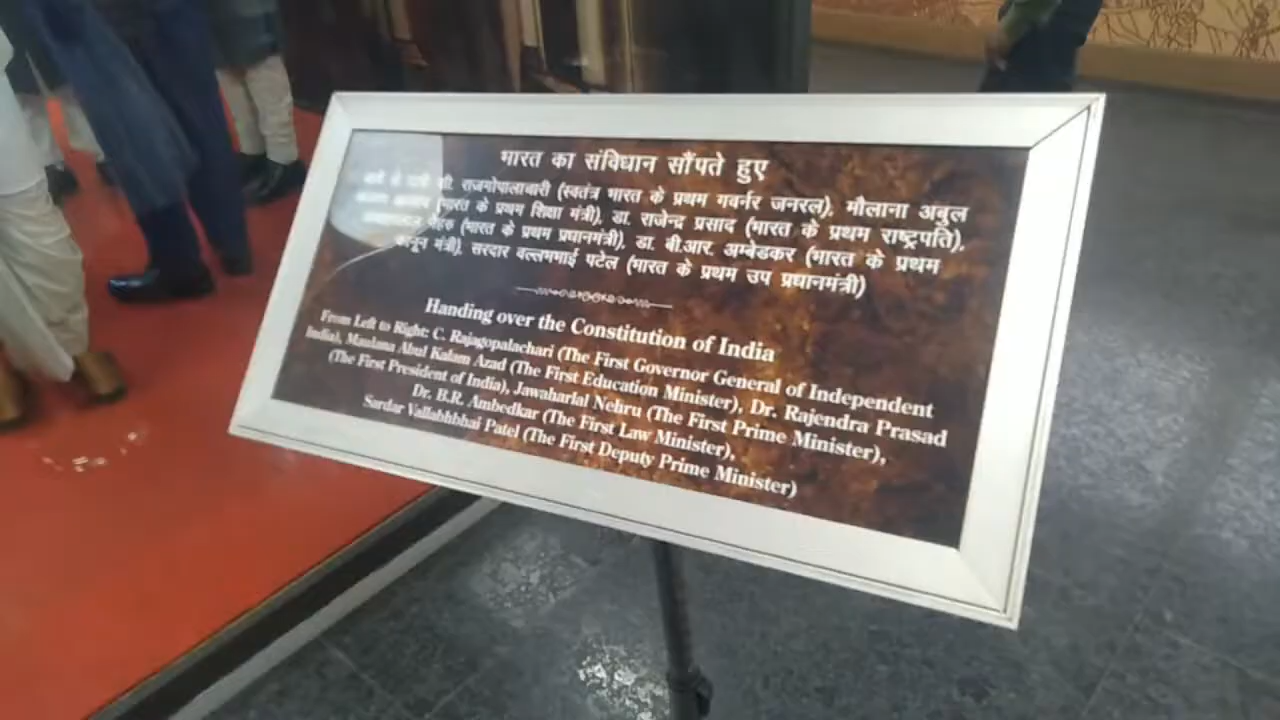 भारत का संविधान सौंपते हुए
राजगोपालाचारी (स्वतंत्र भारत के प्रथम गवर्नर जनरल), मौलाना अबुल
(भारत के प्रथम शिक्षा मंत्री), डा. राजेन्द्र प्रसाद (भारत के प्रथम राष्ट्रपति),
नेहरु (भारत के प्रथम प्रधानमंत्री), डा. बी.आर. अम्बेडकर (भारत के प्रथम
कानून मंत्री), सरदार वल्लभभाई पटेल (भारत के प्रथम उप प्रधानमंत्री)
Handing over the Constitution of India
From Left to Right: C. Rajagopalachari (The First Governor General of Independent
India), Maulana Abul Kalam Azad (The First Education Minister), Dr. Rajendra Prasad
(The First President of India), Jawaharlal Nehru (The First Prime Minister),
Dr. B.R. Ambedkar (The First Law Minister),
Sardar Vallabhbhai Patel (The First Deputy Prime Minister)